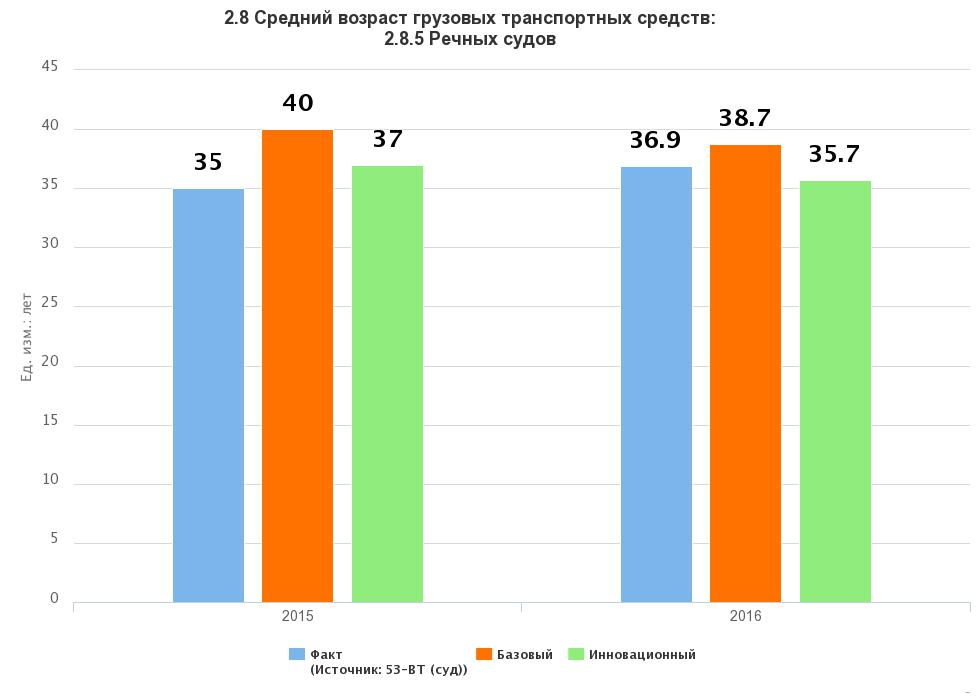 2.8 Средний возраст грузовых транспортных средств:
2.8.5 Речных судов
Ед. изм.: лет
45
40
35
30
25
20
15
10
5
0
35
40
37
36.9
38.7
35.7
2015
2016
Факт
(Источник: 53-ВТ (суд))
Базовый
Инновационный